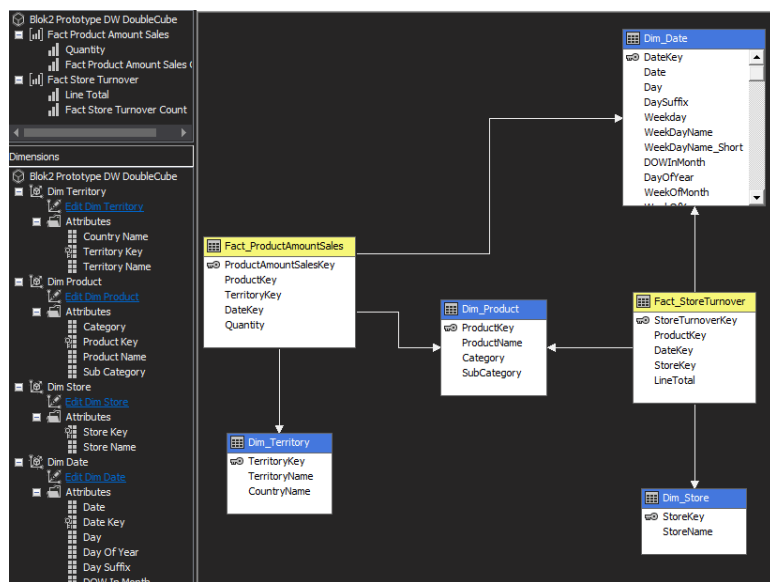 Blok2 Prototype DW DoubleCube
Fact Product Amount Sales
Quantity
Fact Product Amount Sales
Fact Store Turnover
Line Total
Fact Store Turnover Count
Dimensions
Blok2 Prototype DW DoubleCube
Dim Territory
Edit Dim Territory
Attributes
Country Name
Territory Key
Territory Name
Dim Product
Edit Dim Product
Attributes
Category
Product Key
Product Name
Sub Category
Dim Store
Edit Dim Store
Attributes
Store Key
Store Name
Dim Date
Edit Dim Date
Attributes
Date
Date Key
Day
Day Of Year
Day Suffix
DOW In Month
Dim_Date
DateKey
Date
Day
DaySuffix
Weekday
WeekDayName
WeekDayName_Short
DOWInMonth
DayOfYear
WeekOfMonth
Fact_ProductAmountSales
ProductAmountSalesKey
ProductKey
TerritoryKey
DateKey
Quantity
Dim_Product
ProductKey
ProductName
Category
SubCategory
Fact_StoreTurnover
StoreTurnoverKey
ProductKey
DateKey
StoreKey
LineTotal
Dim_Territory
TerritoryKey
TerritoryName
CountryName
Dim_Store
StoreKey
StoreName